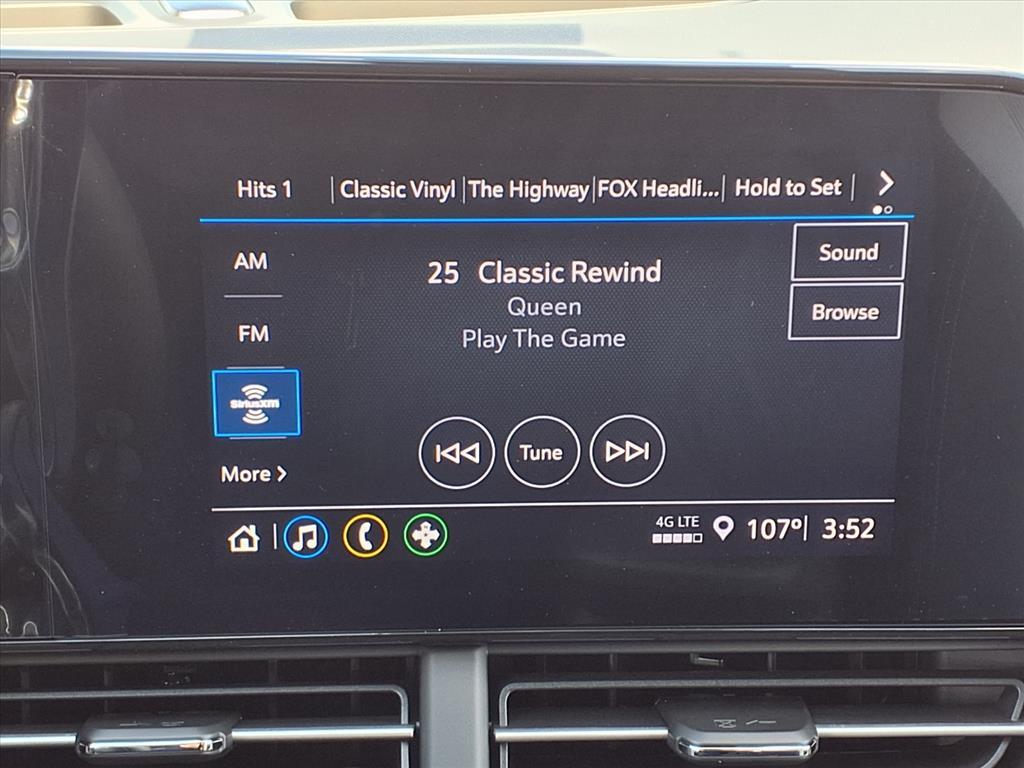 Hits 1 Classic Vinyl The Highway FOX Headli... Hold to Set
AM
25 Classic Rewind
Sound
Queen
Browse
FM
Play The Game
SiriusXM
Tune
More
4G LTE
107° 3:52